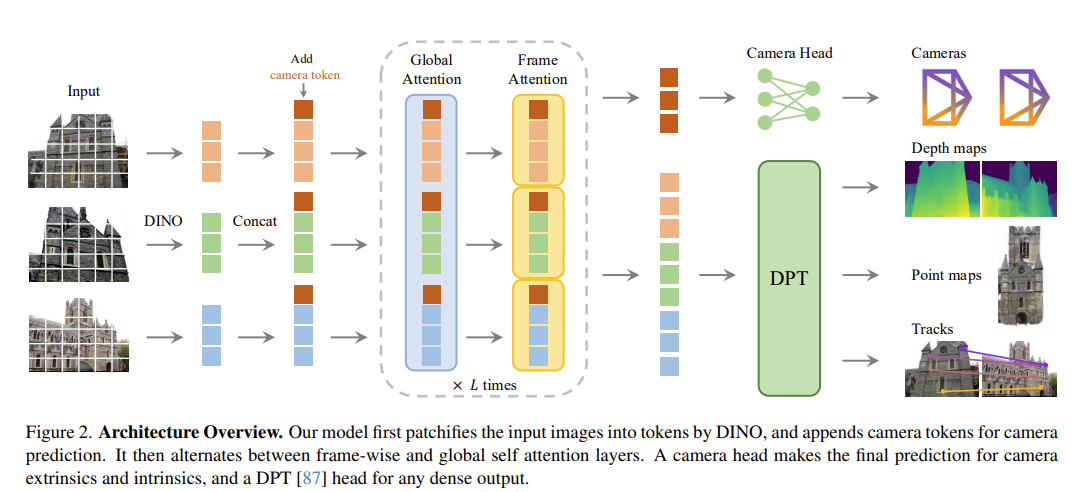 Input
Add
camera token
Global
Attention
Frame
Attention
Camera Head
Cameras
DINO
Concat
× L times
DPT
Depth maps
Point maps
Tracks
Figure 2. Architecture Overview. Our model first patchifies the input images into tokens by DINO, and appends camera tokens for camera
prediction. It then alternates between frame-wise and global self attention layers. A camera head makes the final prediction for camera
extrinsics and intrinsics, and a DPT [87] head for any dense output.